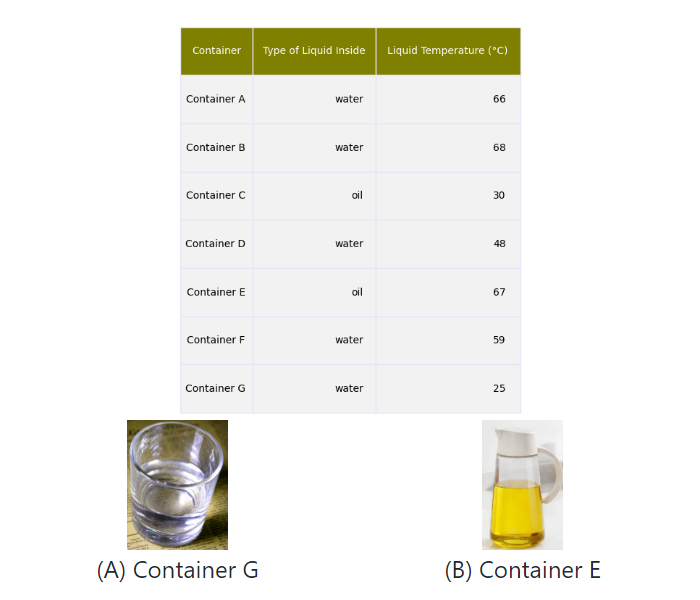 Container Type of Liquid Inside Liquid Temperature (°C)
Container A water 66
Container B water 68
Container C oil 30
Container D water 48
Container E oil 67
Container F water 59
Container G water 25
(A) Container G (B) Container E